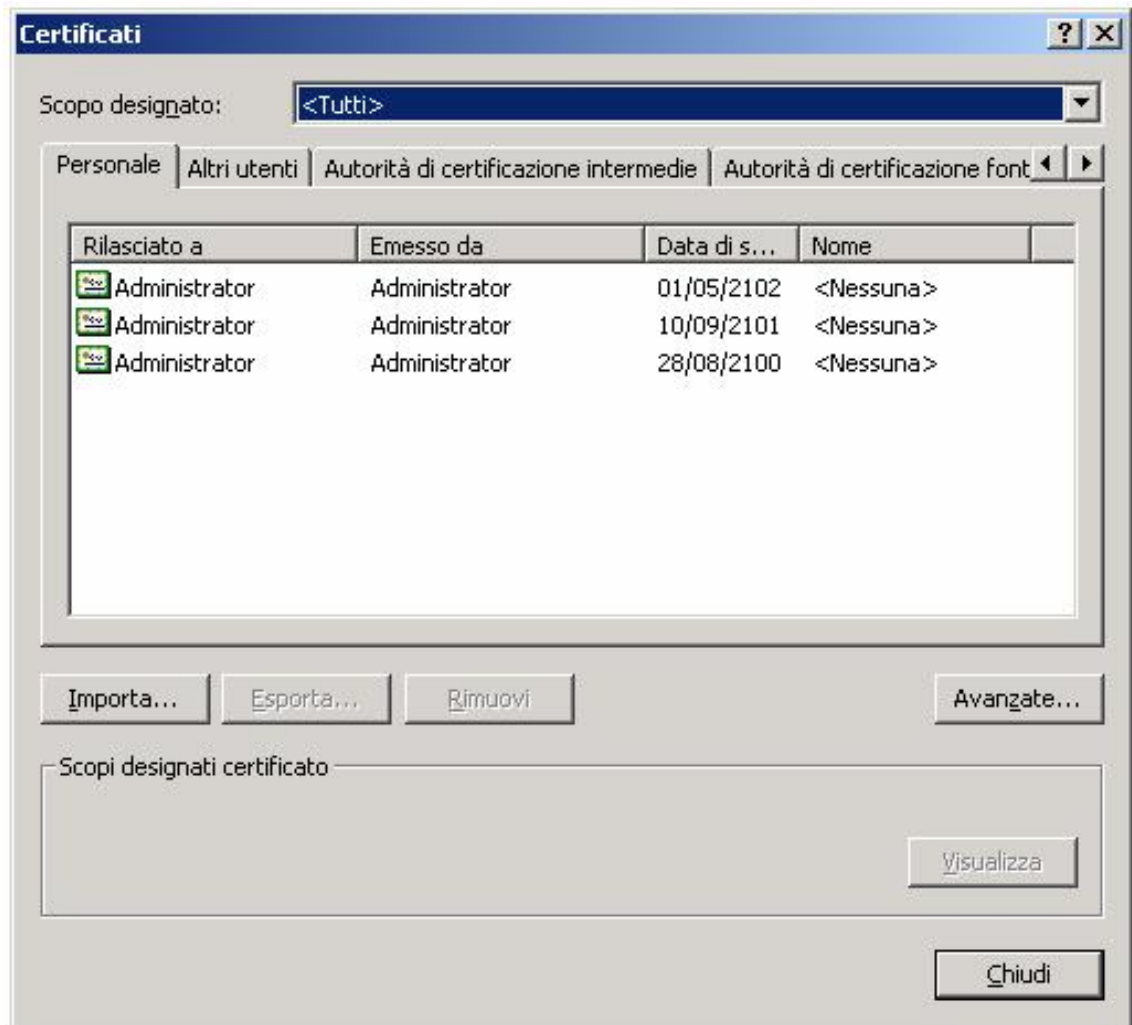 Certificati
Scopo designato: <Tutti>
Personale Altri utenti Autorità di certificazione intermedie Autorità di certificazione font
Rilasciato a Emesso da Data di s... Nome
Administrator Administrator 01/05/2102 <Nessuna>
Administrator Administrator 10/09/2101 <Nessuna>
Administrator Administrator 28/08/2100 <Nessuna>
Importa... Esporta... Rimuovi Avanzate...
Scopi designati certificato
Visualizza
Chiudi